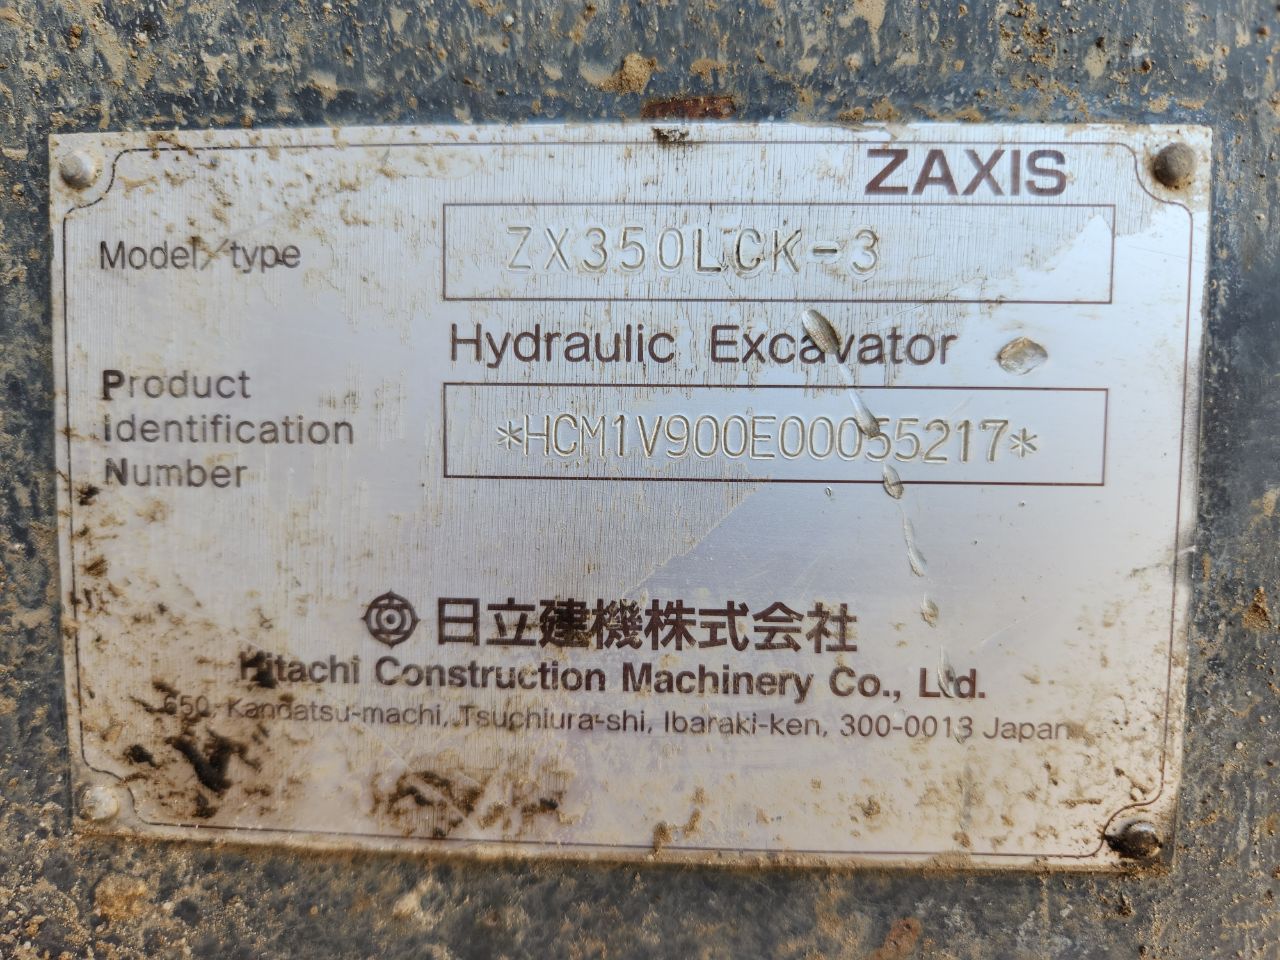 ZAXIS
Model/type
ZX350LCK-3
Hydraulic Excavator
Product
Identification
Number
*HCM1V900E00055217*
日立建機株式会社
Hitachi Construction Machinery Co., Ltd.
650, Kandatsu-machi, Tsuchiura-shi, Ibaraki-ken, 300-0013 Japan